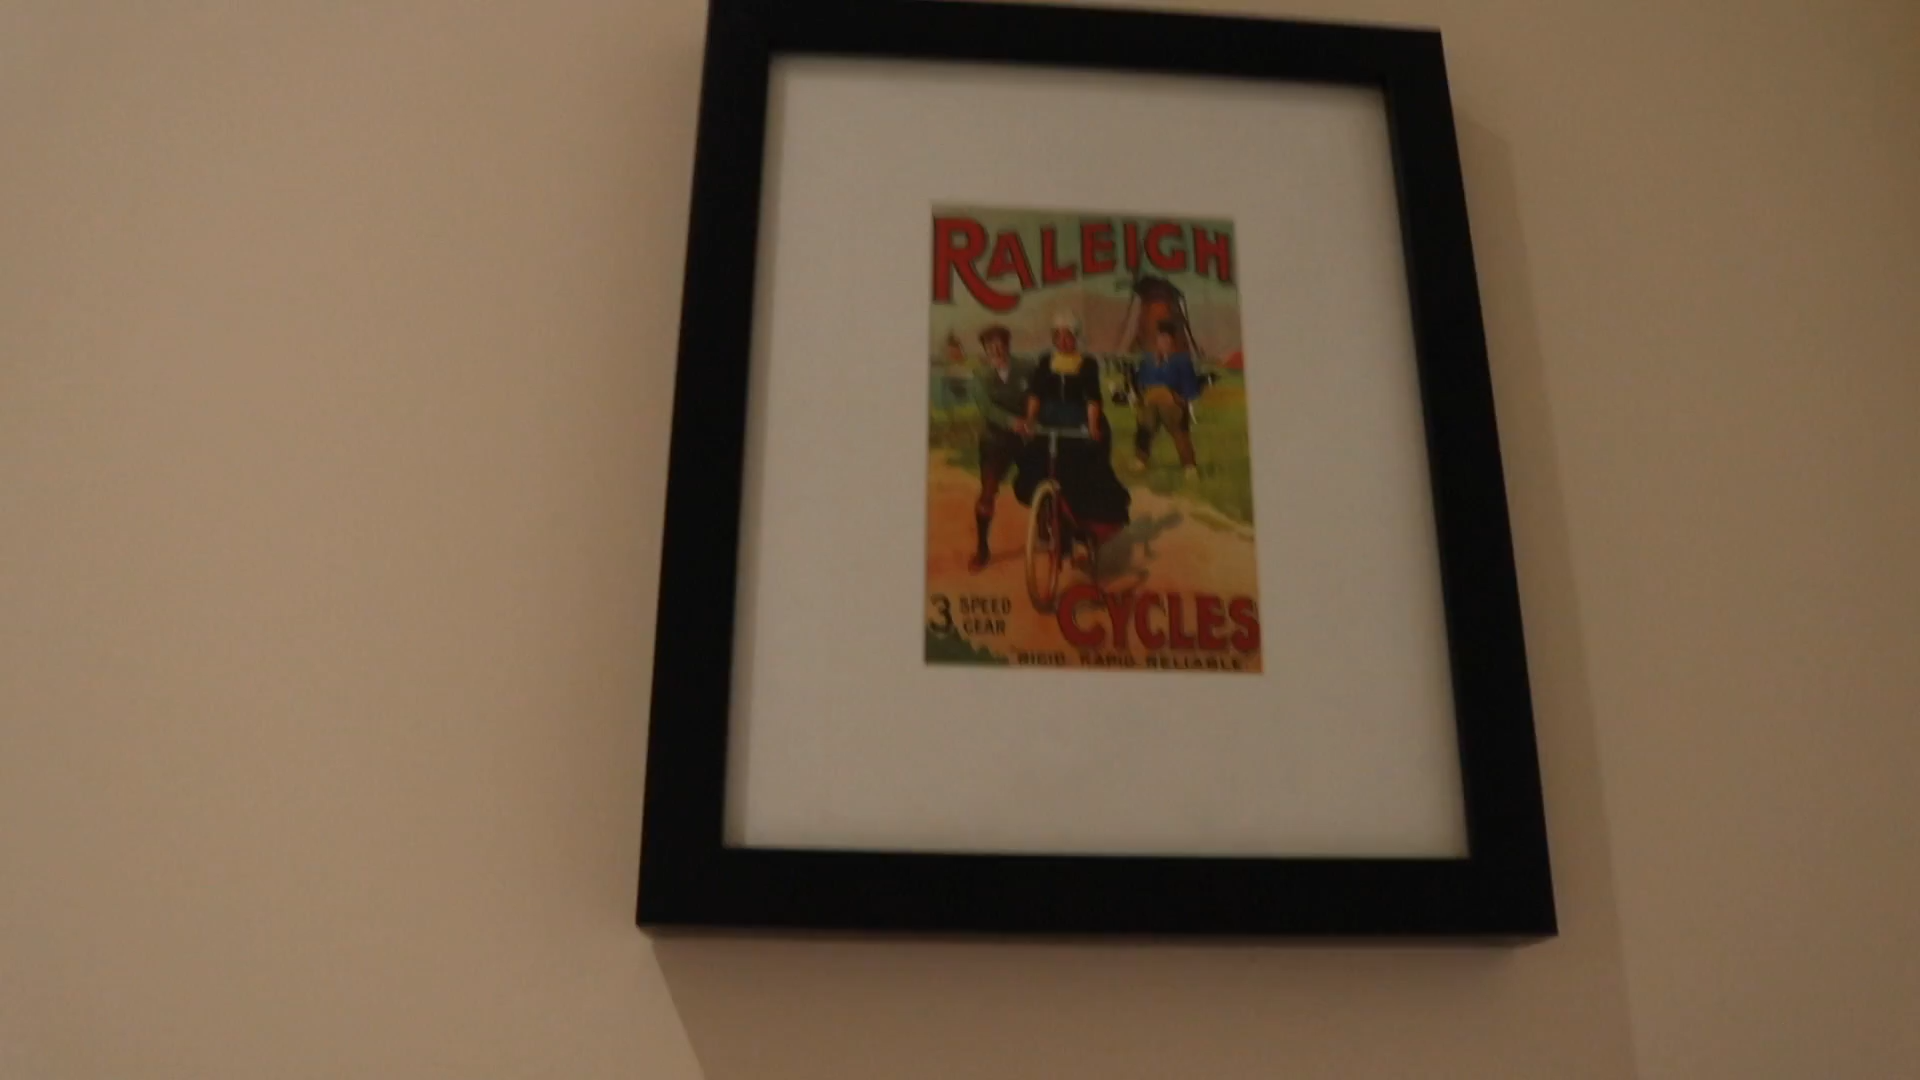 RALEIGH
3 SPEED
GEAR
CYCLES
"RIGID, RAPID, RELIABLE."